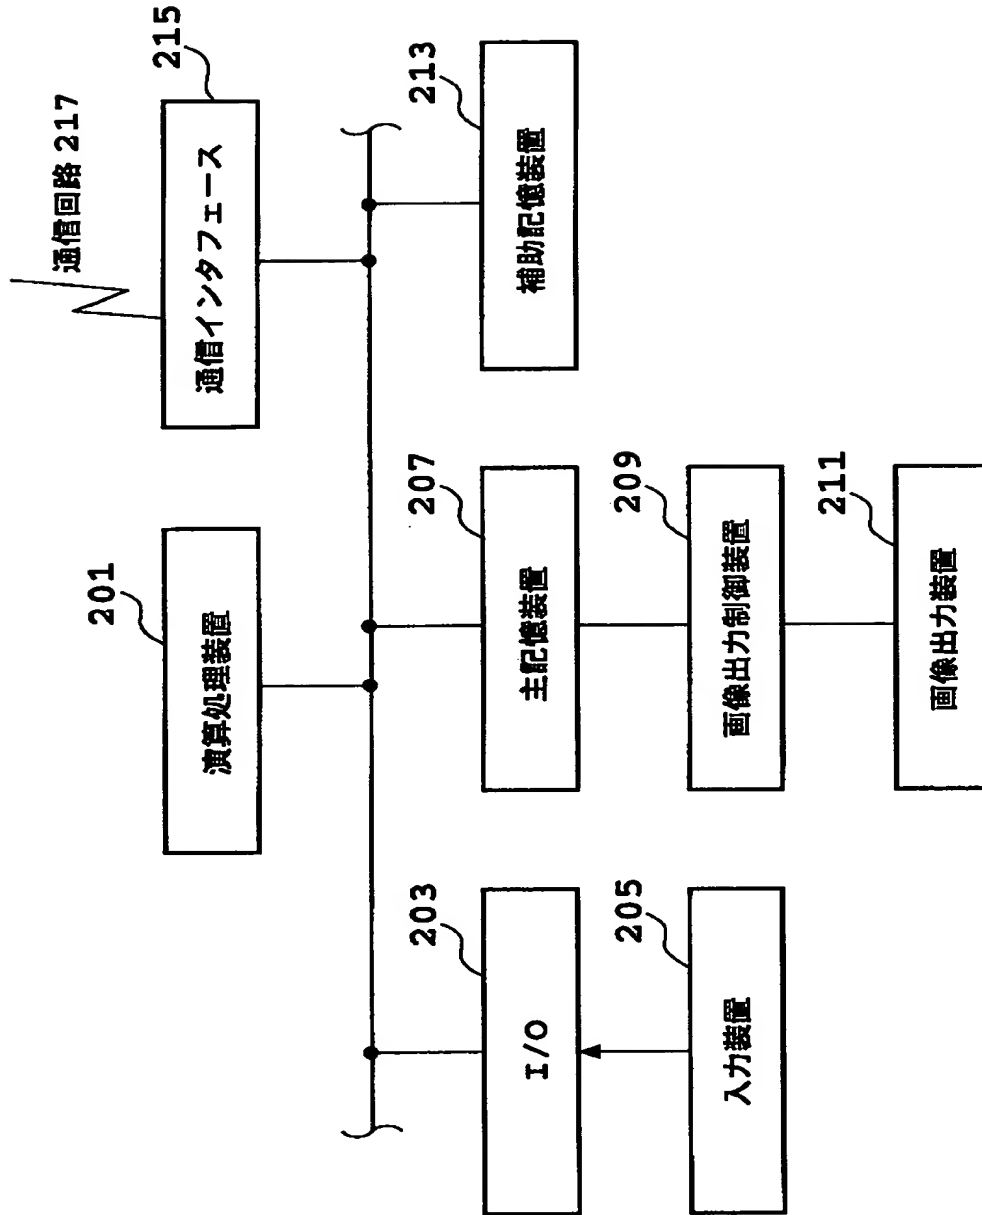 通信回路 217
215
通信インタフェース
201
演算処理装置
213
補助記憶装置
207
主記憶装置
203
I/O
209
画像出力制御装置
205
入力装置
211
画像出力装置